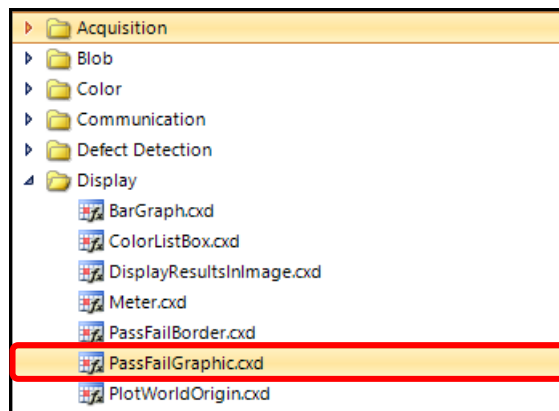 Acquisition
Blob
Color
Communication
Defect Detection
Display
BarGraph.cxd
ColorListBox.cxd
DisplayResultsInImage.cxd
Meter.cxd
PassFailBorder.cxd
PassFailGraphic.cxd
PlotWorldOrigin.cxd